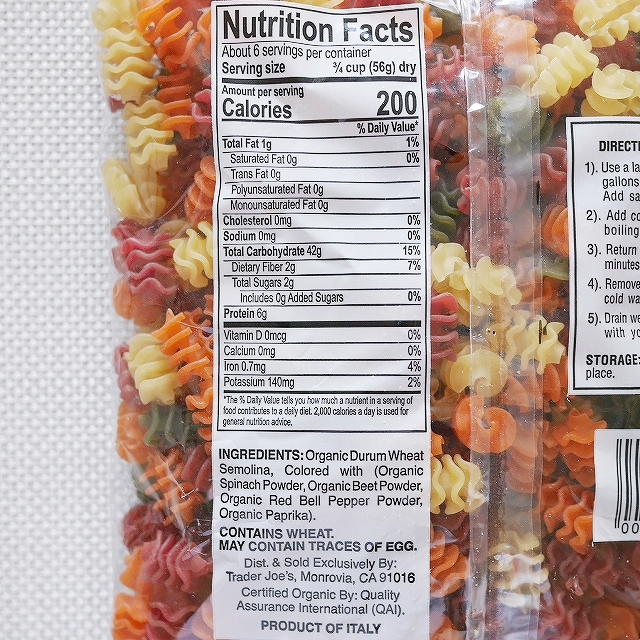 Nutrition Facts
About 6 servings per container
Serving size ¾ cup (56g) dry
Amount per serving
Calories 200
% Daily Value*
Total Fat 1g 1%
Saturated Fat 0g 0%
Trans Fat 0g
Polyunsaturated Fat 0g
Monounsaturated Fat 0g
Cholesterol 0mg 0%
Sodium 0mg 0%
Total Carbohydrate 42g 15%
Dietary Fiber 2g 7%
Total Sugars 2g
Includes 0g Added Sugars 0%
Protein 6g
Vitamin D 0mcg 0%
Calcium 0mg 0%
Iron 0.7mg 4%
Potassium 140mg 2%
*The % Daily Value tells you how much a nutrient in a serving of
food contributes to a daily diet. 2,000 calories a day is used for
general nutrition advice.
INGREDIENTS: Organic Durum Wheat
Semolina, Colored with (Organic
Spinach Powder, Organic Beet Powder,
Organic Red Bell Pepper Powder,
Organic Paprika).
CONTAINS WHEAT.
MAY CONTAIN TRACES OF EGG.
Dist. & Sold Exclusively By:
Trader Joe's, Monrovia, CA 91016
Certified Organic By: Quality
Assurance International (QAI).
PRODUCT OF ITALY
1). Use a
gallons
Add
2). Add
boiling
3). Return
minutes
4). Remove
cold
5). Drain
with
STORAGE:
place.
00